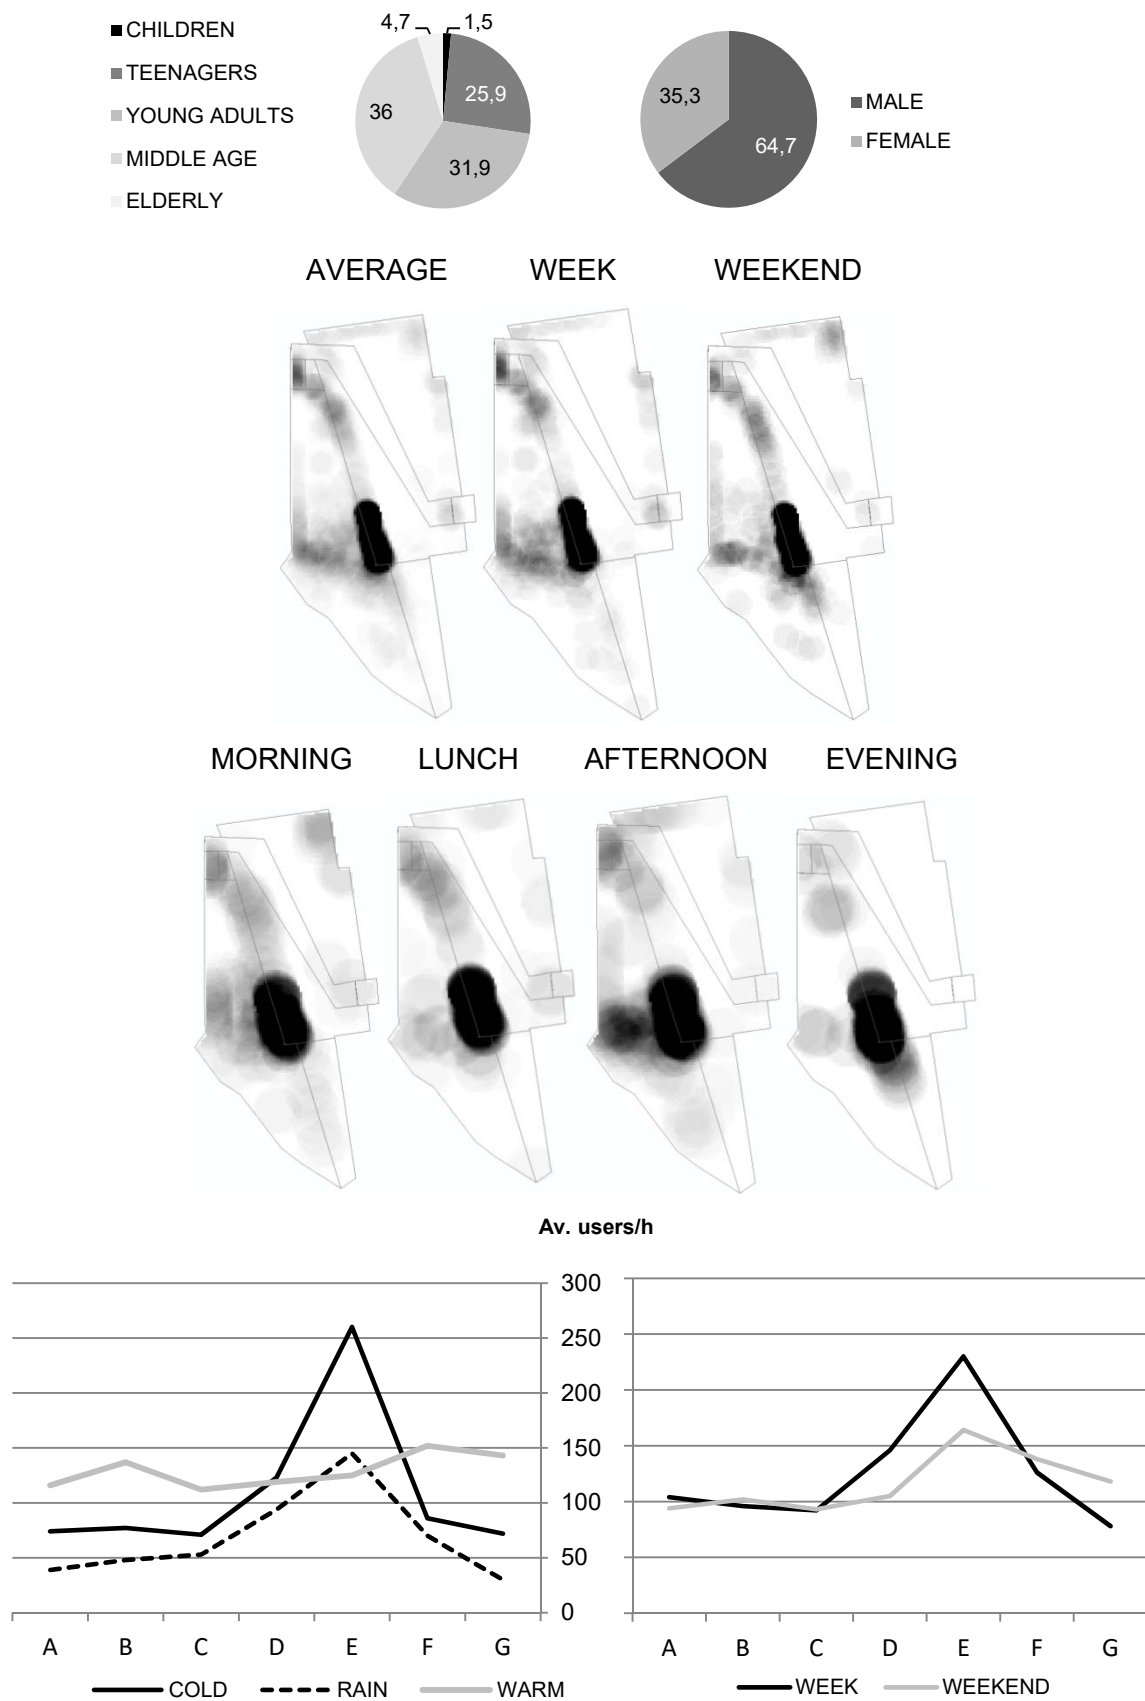 CHILDREN
TEENAGERS
YOUNG ADULTS
MIDDLE AGE
ELDERLY
4,7
1,5
25,9
36
31,9
35,3
64,7
MALE
FEMALE
AVERAGE WEEK WEEKEND
MORNING LUNCH AFTERNOON EVENING
Av. users/h
300
250
200
150
100
50
0
A B C D E F G
COLD RAIN WARM
A B C D E F G
WEEK WEEKEND